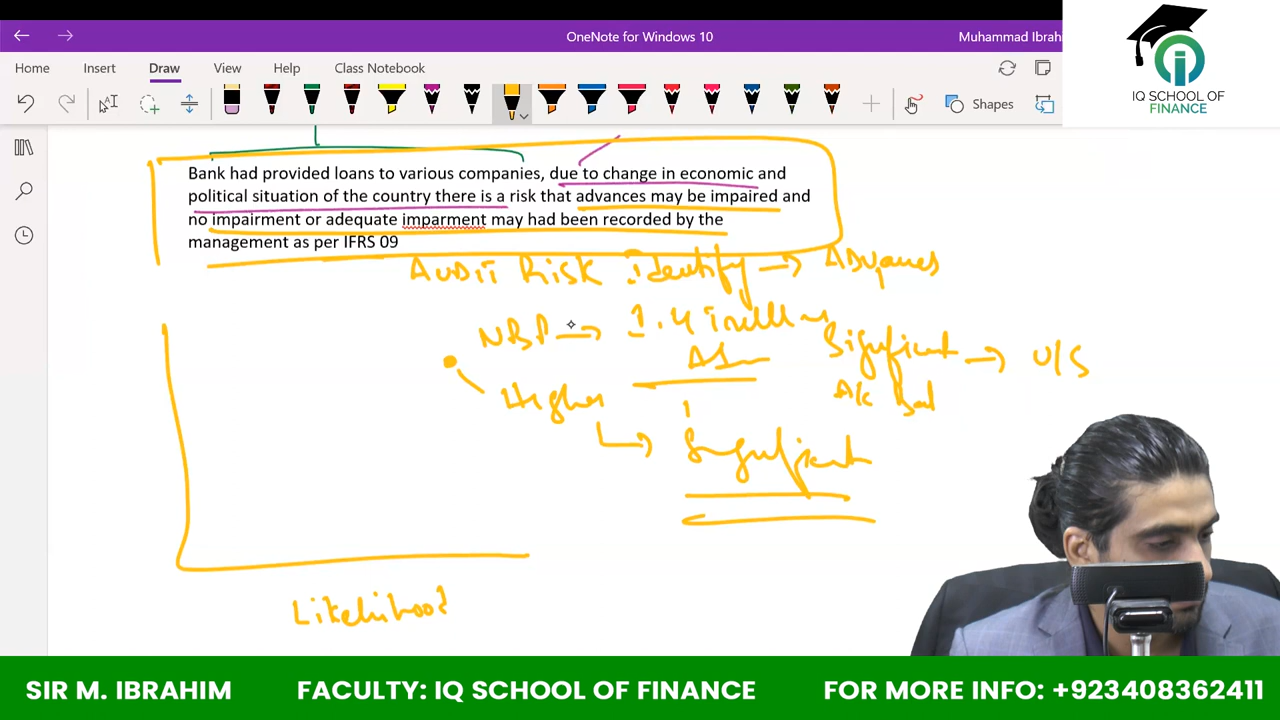 OneNote for Windows 10
Muhammad Ibrah
Home Insert Draw View Help Class Notebook
Shapes
IQ SCHOOL OF
FINANCE
Bank had provided loans to various companies, due to change in economic and
political situation of the country there is a risk that advances may be impaired and
no impairment or adequate imparment may had been recorded by the
management as per IFRS 09
Audit Risk identify → Advances
NBP → 1.4
Significant → U/S
Higher
Significant
Likelihood
SIR M. IBRAHIM FACULTY: IQ SCHOOL OF FINANCE FOR MORE INFO: +923408362411